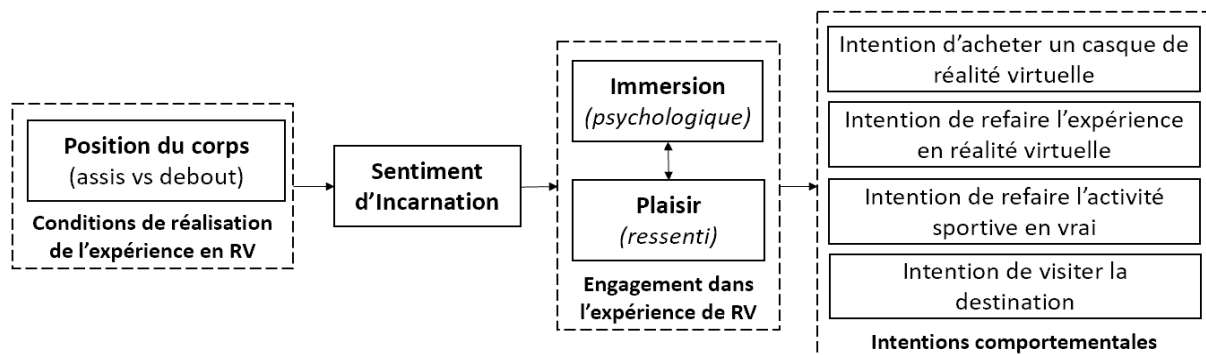 Position du corps
(assis vs debout)
Conditions de réalisation
de l'expérience en RV
Sentiment
d'Incarnation
Immersion
(psychologique)
Plaisir
(ressenti)
Engagement dans
l'expérience de RV
Intention d'acheter un casque de
réalité virtuelle
Intention de refaire l'expérience
en réalité virtuelle
Intention de refaire l'activité
sportive en vrai
Intention de visiter la
destination
Intentions comportementales